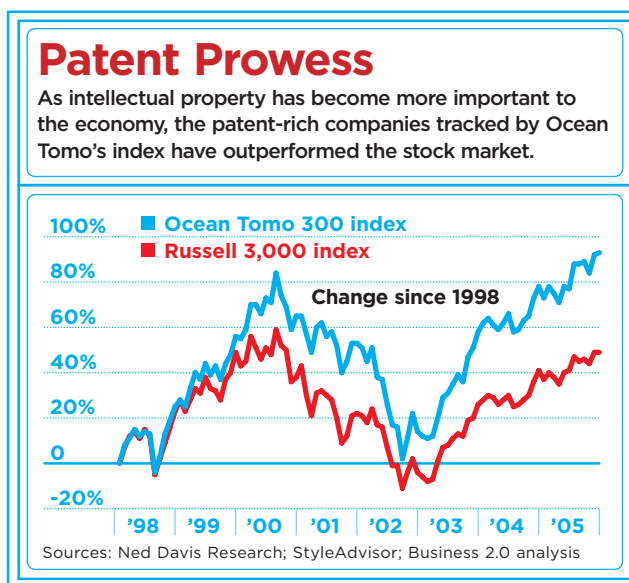 Patent Prowess
As intellectual property has become more important to
the economy, the patent-rich companies tracked by Ocean
Tomo’s index have outperformed the stock market.
100%
■ Ocean Tomo 300 index
■ Russell 3,000 index
80%
Change since 1998
60%
40%
20%
0
-20%
’98 ’99 ’00 ’01 ’02 ’03 ’04 ’05
Sources: Ned Davis Research; StyleAdvisor; Business 2.0 analysis